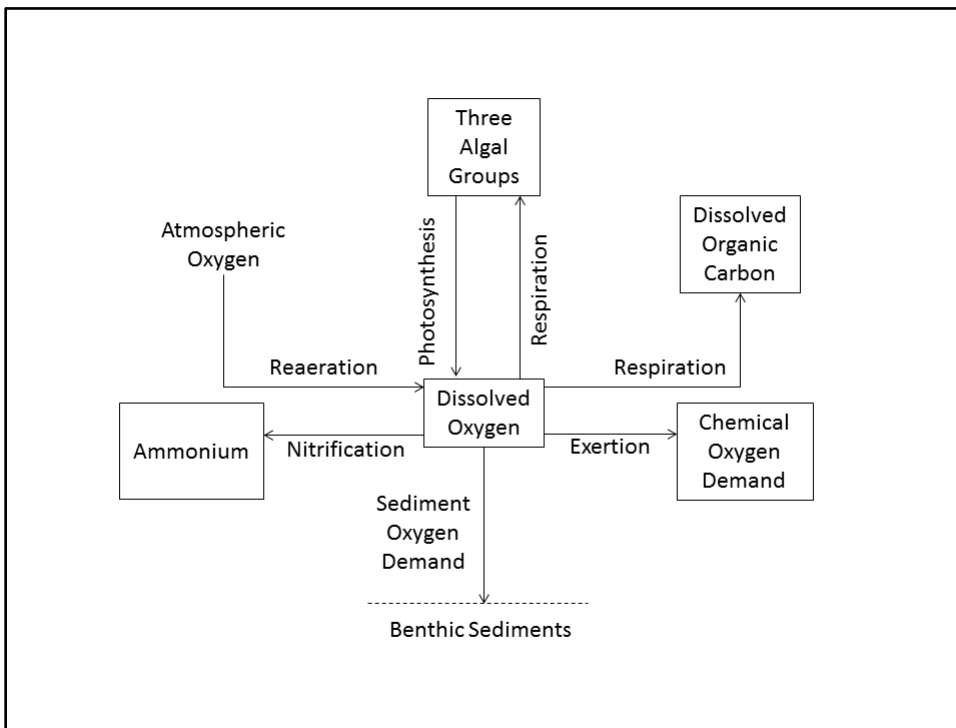 Three
Algal
Groups
Atmospheric
Oxygen
Photosynthesis
Respiration
Dissolved
Organic
Carbon
Reaeration
Respiration
Dissolved
Oxygen
Ammonium
Nitrification
Exertion
Chemical
Oxygen
Demand
Sediment
Oxygen
Demand
Benthic Sediments